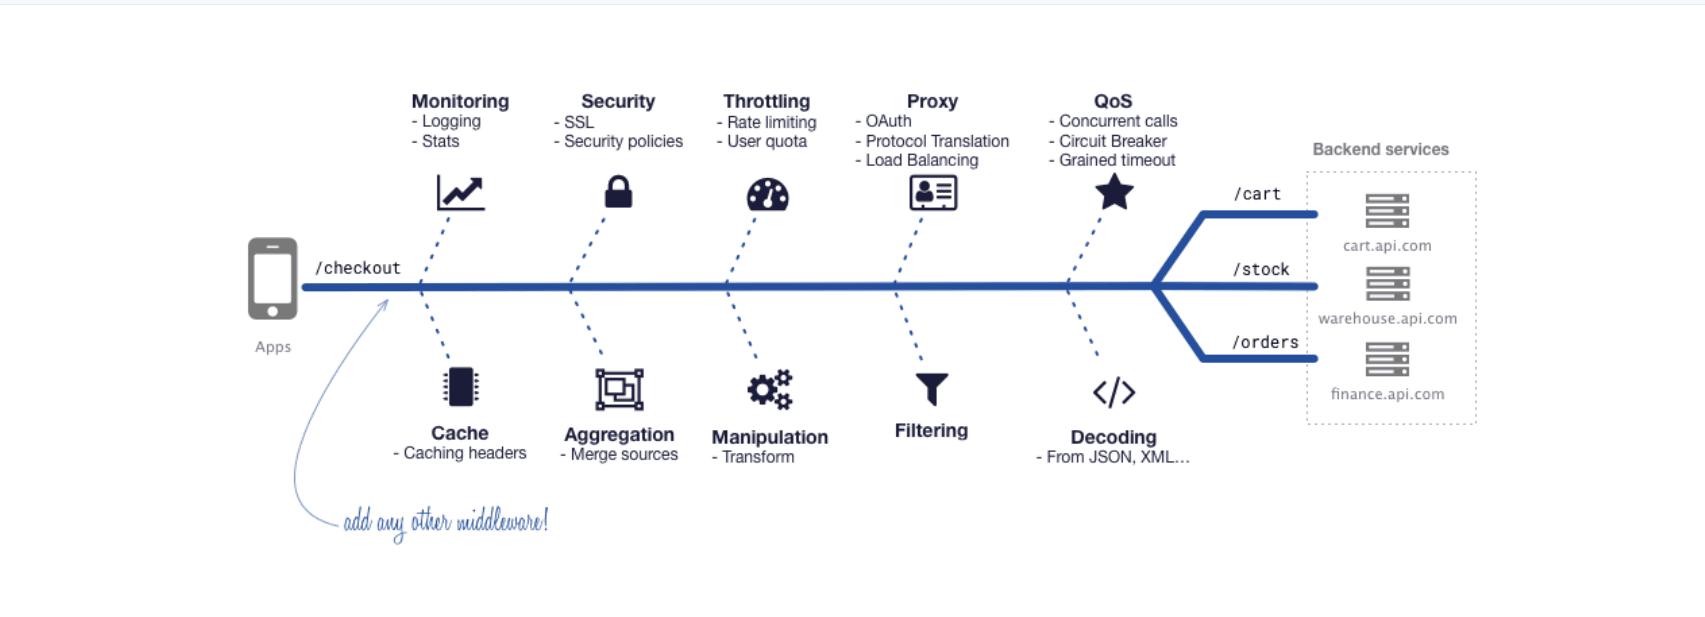 Monitoring
- Logging
- Stats
Security
- SSL
- Security policies
Throttling
- Rate limiting
- User quota
Proxy
- OAuth
- Protocol Translation
- Load Balancing
QoS
- Concurrent calls
- Circuit Breaker
- Grained timeout
Backend services
/checkout
Apps
/cart
cart.api.com
/stock
warehouse.api.com
/orders
finance.api.com
Cache
- Caching headers
Aggregation
- Merge sources
Manipulation
- Transform
Filtering
Decoding
- From JSON, XML...
add any other middleware!